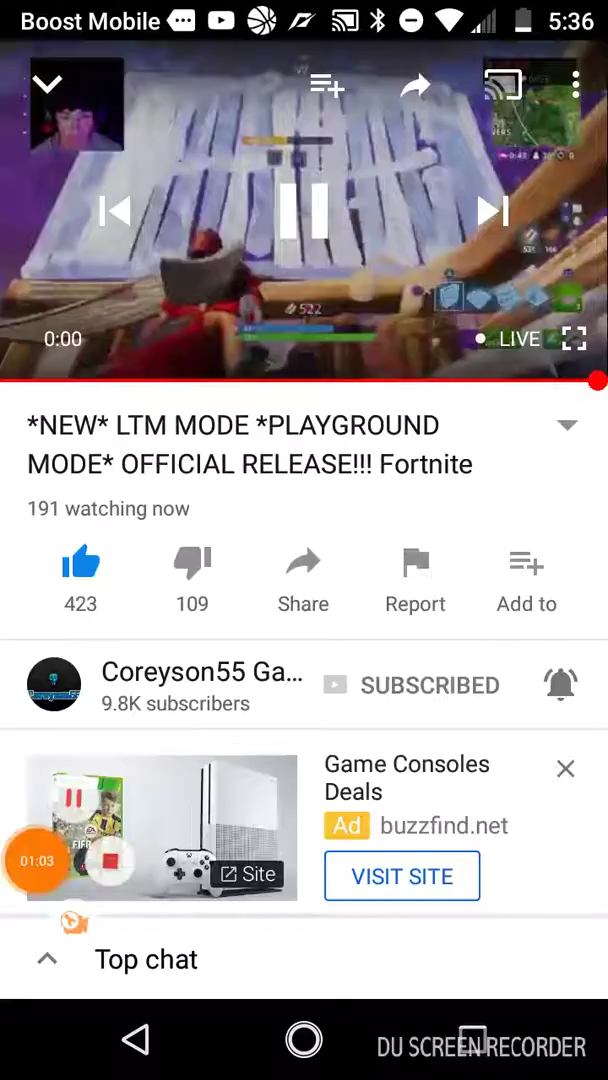 Boost Mobile
5:36
522
0:00
LIVE
*NEW* LTM MODE *PLAYGROUND
MODE* OFFICIAL RELEASE!!! Fortnite
191 watching now
423
109
Share
Report
Add to
Coreyson55 Ga...
SUBSCRIBED
9.8K subscribers
Game Consoles
Deals
Ad buzzfind.net
VISIT SITE
FIFA
01:03
Site
Top chat
DU SCREEN RECORDER